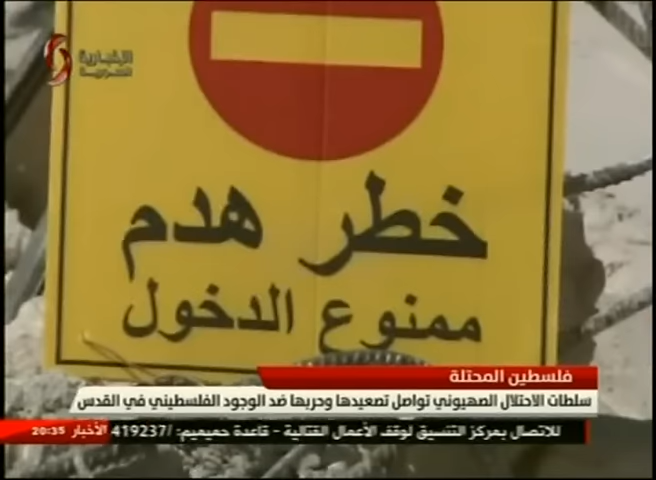 الإخبارية
السورية
خطر هدم
ممنوع الدخول
فلسطين المحتلة
سلطات الاحتلال الصهيوني تواصل تصعيدها وحربها ضد الوجود الفلسطيني في القدس
للاتصال بمركز التنسيق لوقف الأعمال القتالية - قاعدة حميميم: /419237 الأخبار 20:35